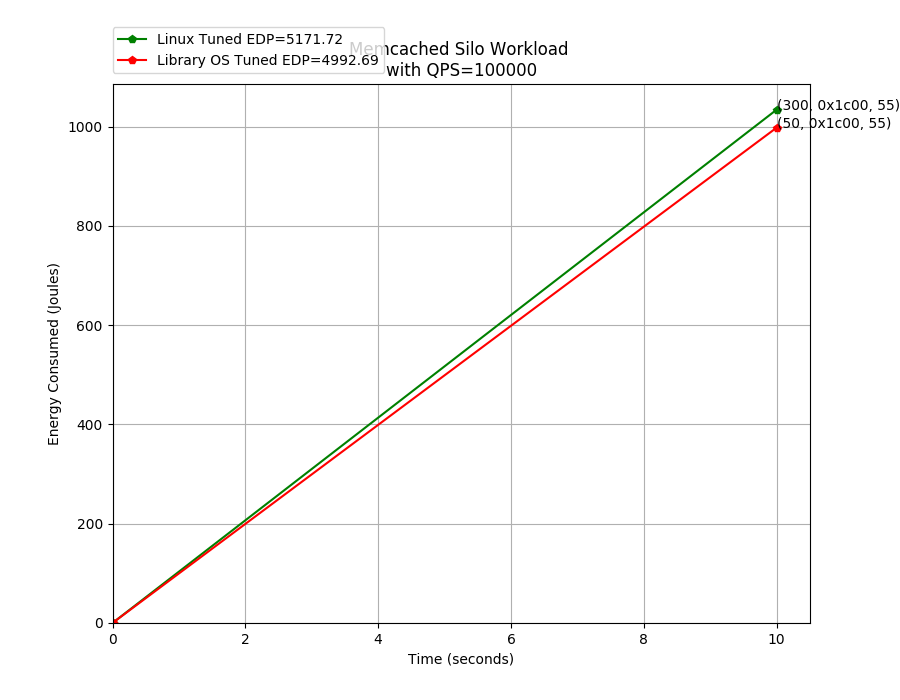 Linux Tuned EDP=5171.72
Library OS Tuned EDP=4992.69
Memcached Silo Workload
with QPS=100000
(300, 0x1c00, 55)
(50, 0x1c00, 55)
1000
800
600
400
200
0
Energy Consumed (Joules)
0 2 4 6 8 10
Time (seconds)